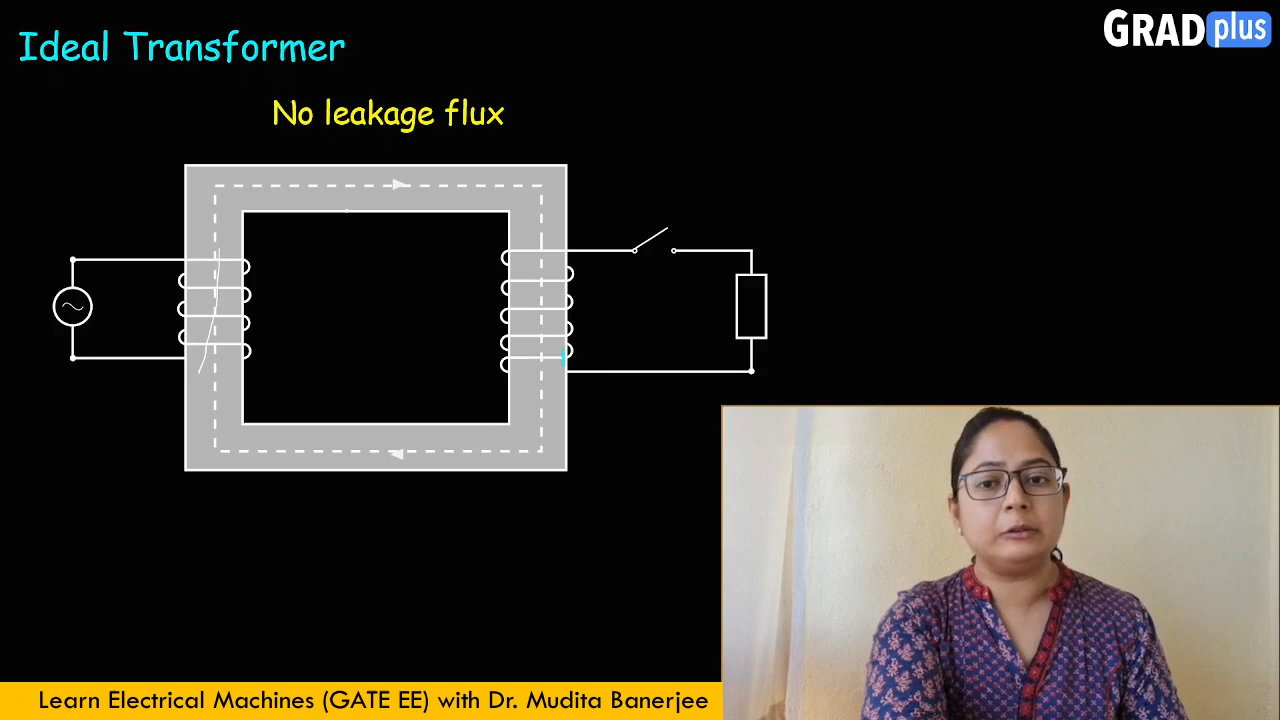 Ideal Transformer
GRADplus
No leakage flux
Learn Electrical Machines (GATE EE) with Dr. Mudita Banerjee